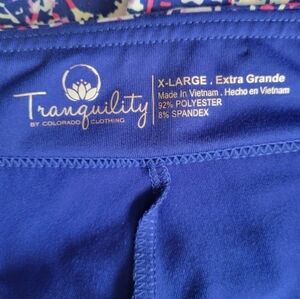 Tranquility
BY COLORADO CLOTHING
X-LARGE . Extra Grande
Made In Vietnam . Hecho en Vietnam
92% POLYESTER
8% SPANDEX